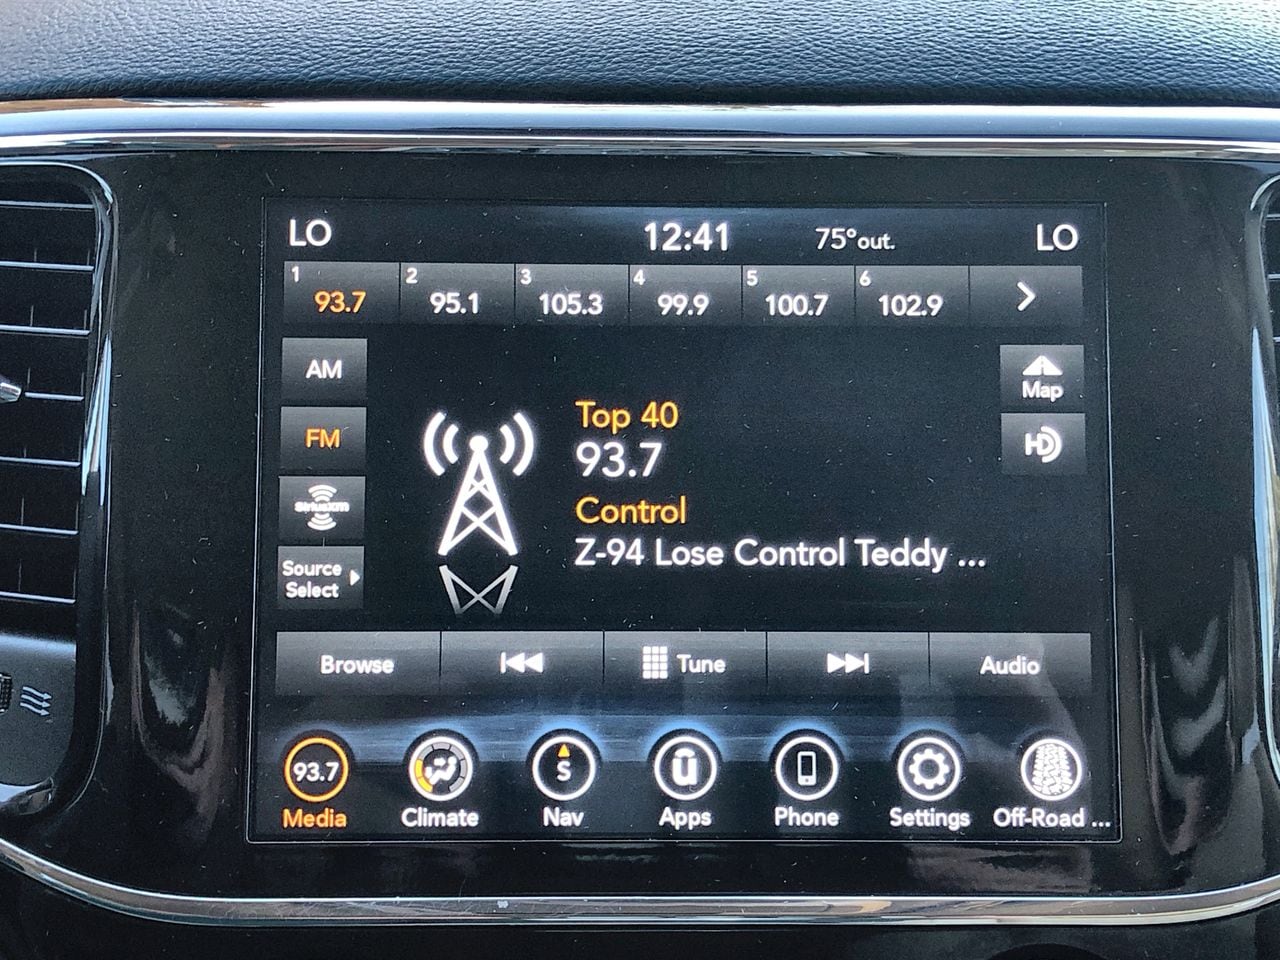 LO 12:41 75°out. LO
1 2 3 4 5 6
93.7 95.1 105.3 99.9 100.7 102.9
AM
Map
Top 40
FM
HD
93.7
SiriusXM
Control
Z-94 Lose Control Teddy ...
Source
Select
Browse Tune Audio
93.7 S ū
Media Climate Nav Apps Phone Settings Off-Road ...